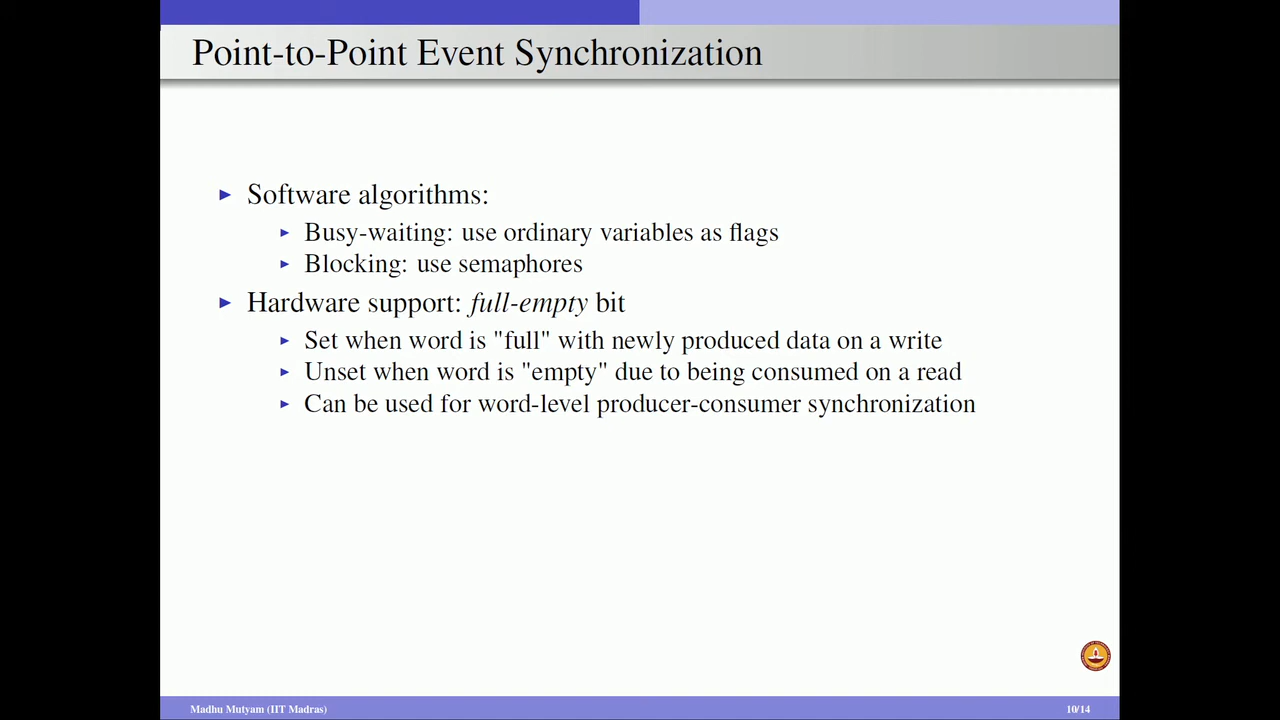 Point-to-Point Event Synchronization
Software algorithms:
Busy-waiting: use ordinary variables as flags
Blocking: use semaphores
Hardware support: full-empty bit
Set when word is "full" with newly produced data on a write
Unset when word is "empty" due to being consumed on a read
Can be used for word-level producer-consumer synchronization
Madhu Mutyam (IIT Madras)
10/14